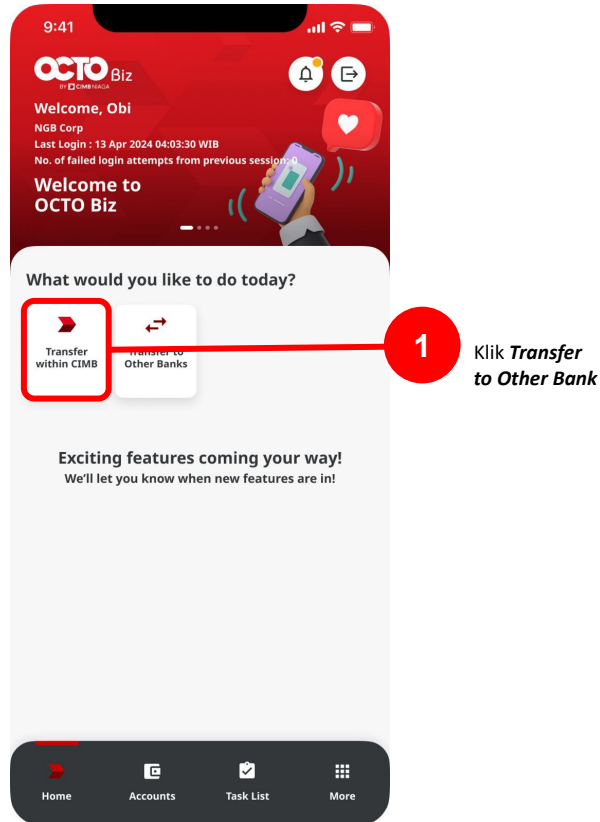 9:41
OCTO Biz
BY CIMB NIAGA
Welcome, Obi
NGB Corp
Last Login : 13 Apr 2024 04:03:30 WIB
No. of failed login attempts from previous session: 0
Welcome to
OCTO Biz
What would you like to do today?
Transfer
within CIMB
Transfer to
Other Banks
1
Klik Transfer
to Other Bank
Exciting features coming your way!
We'll let you know when new features are in!
Home
Accounts
Task List
More